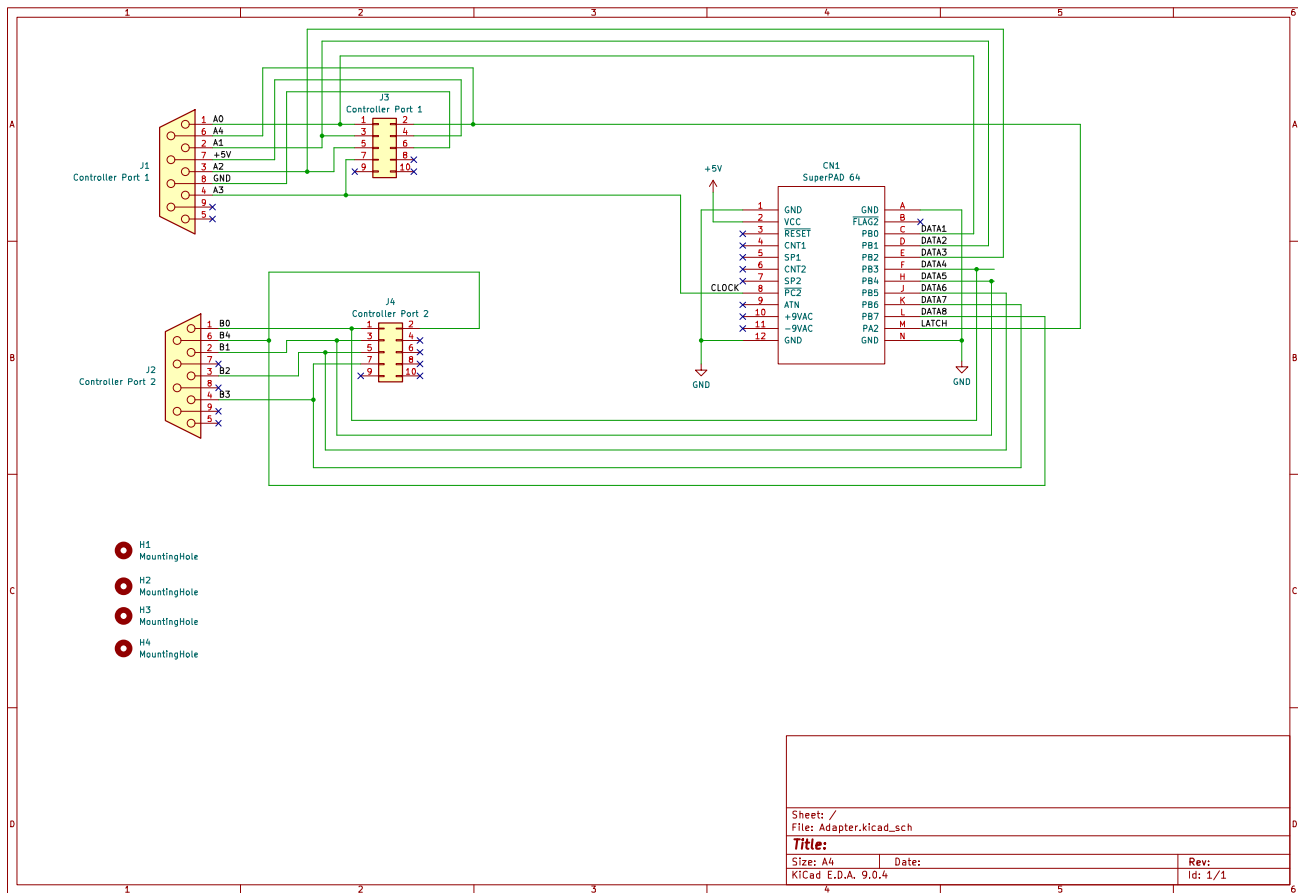 1 2 3 4 5 6
A
B
C
D
A
B
C
D
J1
Controller Port 1
1 A0
6 A4
2 A1
7 +5V
3 A2
8 GND
4 A3
9
5
J3
Controller Port 1
1 2
3 4
5 6
7 8
9 10
J2
Controller Port 2
1 B0
6 B4
2 B1
7
3 B2
8
4 B3
9
5
J4
Controller Port 2
1 2
3 4
5 6
7 8
9 10
+5V
CN1
SuperPAD 64
1 GND GND A
2 VCC FLAG2 B
3 RESET PB0 C DATA1
4 CNT1 PB1 D DATA2
5 SP1 PB2 E DATA3
6 CNT2 PB3 F DATA4
7 SP2 PB4 H DATA5
CLOCK 8 PC2 PB5 J DATA6
9 ATN PB6 K DATA7
10 +9VAC PB7 L DATA8
11 -9VAC PA2 M LATCH
12 GND GND N
GND
GND
H1
MountingHole
H2
MountingHole
H3
MountingHole
H4
MountingHole
Sheet: /
File: Adapter.kicad_sch
Title:
Size: A4 Date: Rev:
KiCad E.D.A. 9.0.4 Id: 1/1
1 2 3 4 5 6